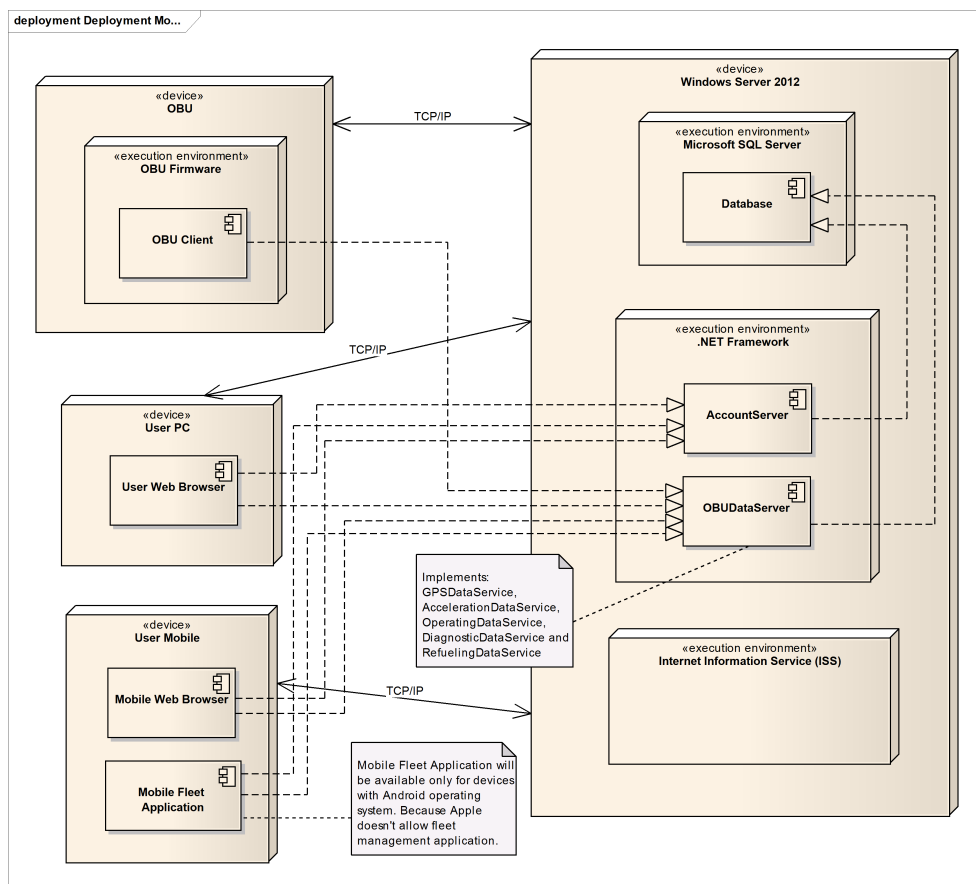 deployment Deployment Mo...
«device»
OBU
«execution environment»
OBU Firmware
OBU Client
TCP/IP
«device»
Windows Server 2012
«execution environment»
Microsoft SQL Server
Database
«execution environment»
.NET Framework
AccountServer
OBUDataServer
TCP/IP
«device»
User PC
User Web Browser
Implements:
GPSDataService,
AccelerationDataService,
OperatingDataService,
DiagnosticDataService and
RefuelingDataService
«execution environment»
Internet Information Service (ISS)
«device»
User Mobile
Mobile Web Browser
TCP/IP
Mobile Fleet
Application
Mobile Fleet Application will
be available only for devices
with Android operating
system. Because Apple
doesn't allow fleet
management application.